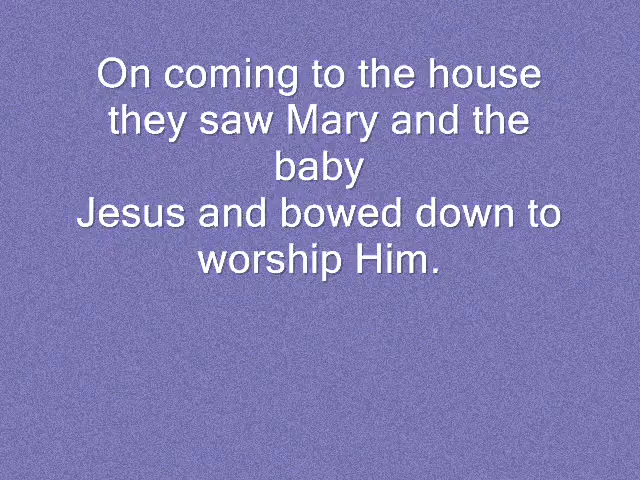 On coming to the house
they saw Mary and the
baby
Jesus and bowed down to
worship Him.